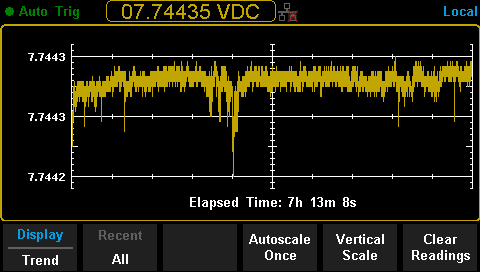 Auto Trig 07.74435 VDC Local
7.7443
7.7443
7.7442
Elapsed Time: 7h 13m 8s
Display Recent Autoscale Vertical Clear
Trend All Once Scale Readings